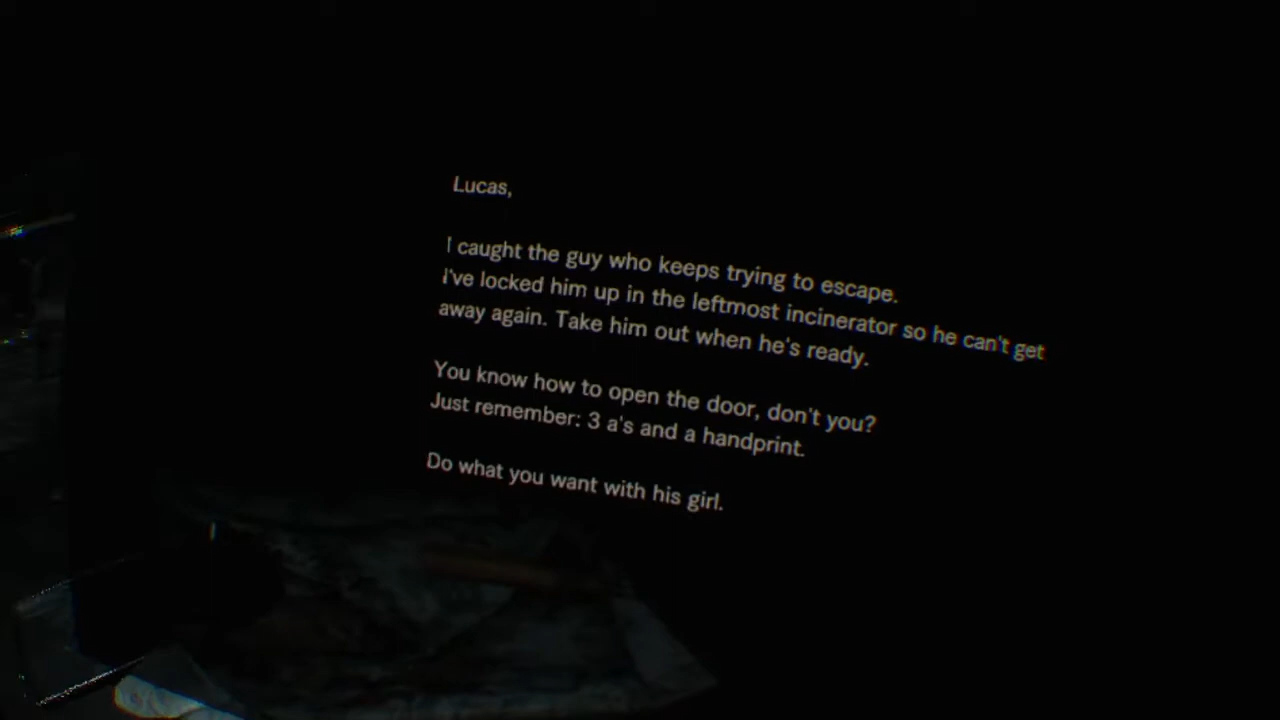 Lucas,
I caught the guy who keeps trying to escape.
I've locked him up in the leftmost incinerator so he can't get
away again. Take him out when he's ready.
You know how to open the door, don't you?
Just remember: 3 a's and a handprint.
Do what you want with his girl.